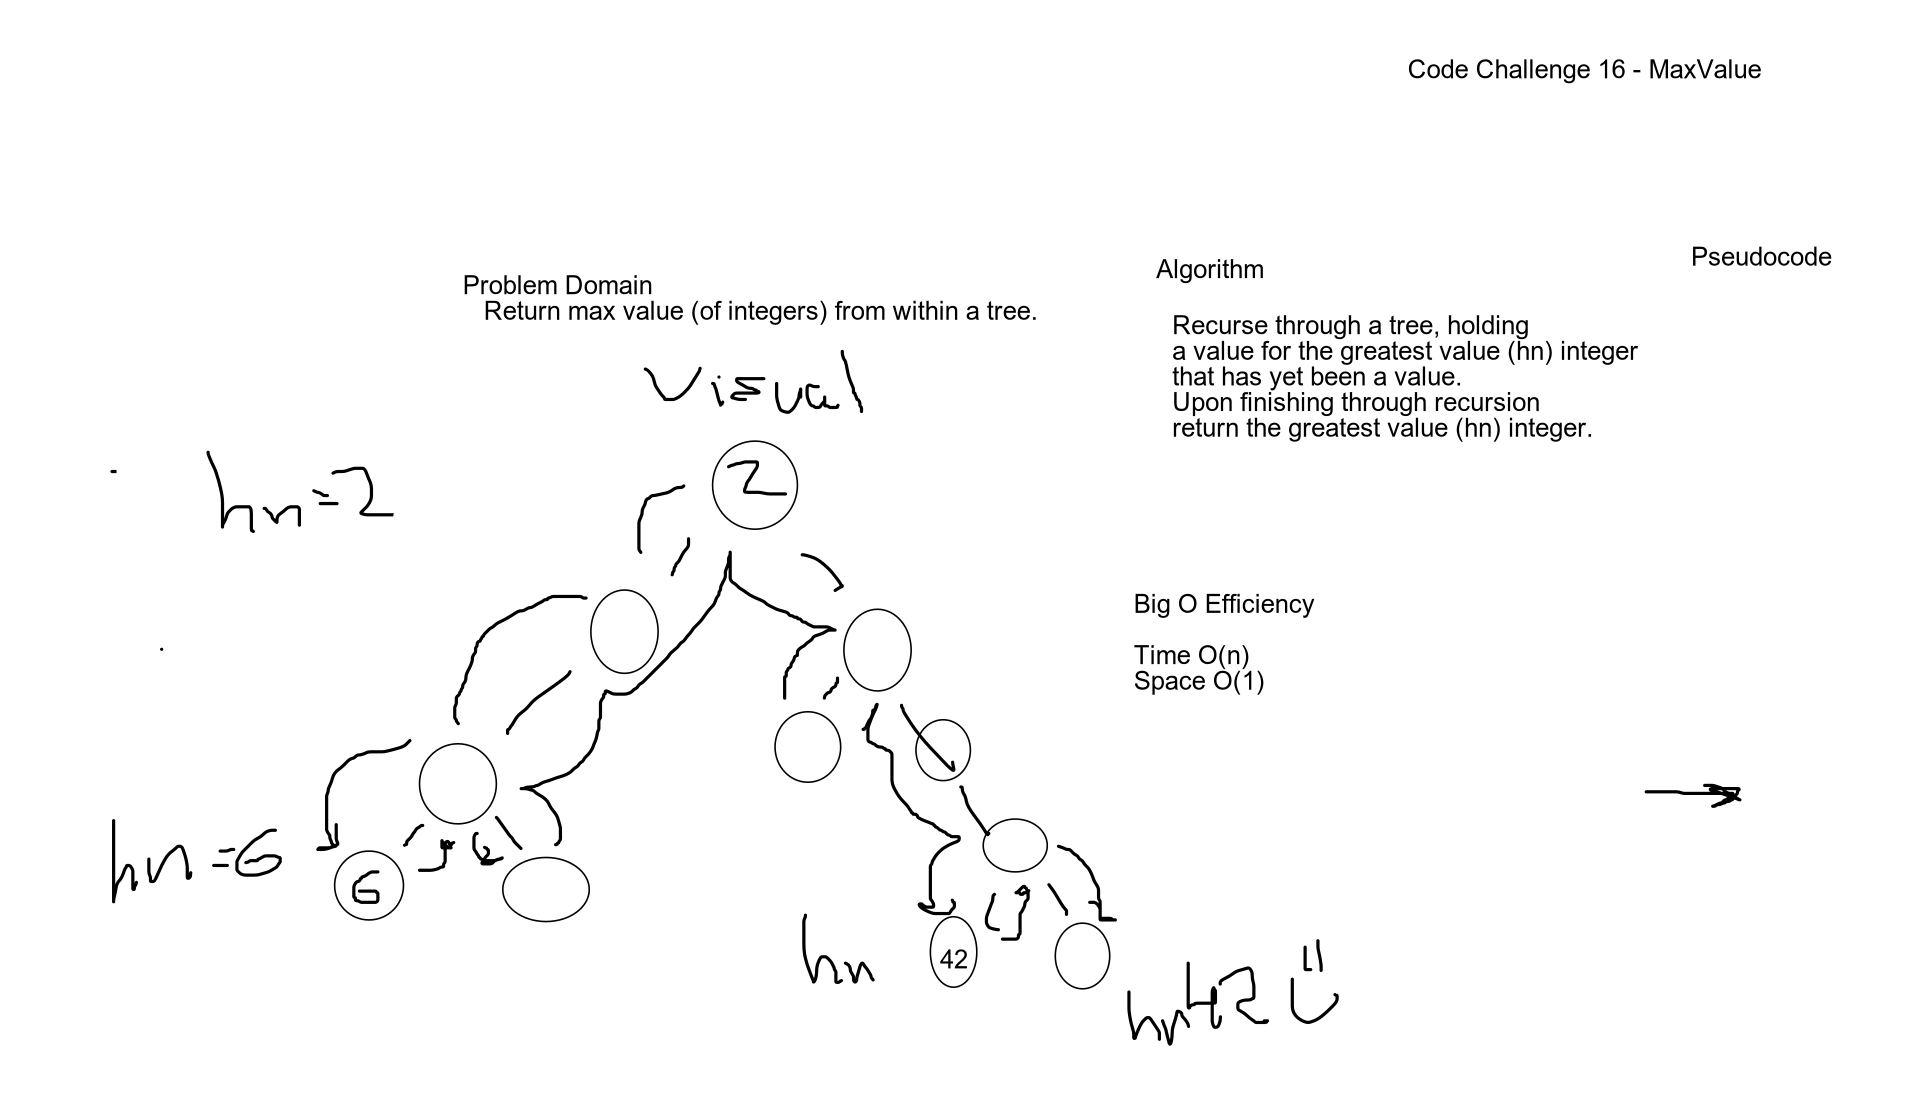 Code Challenge 16 - MaxValue
Problem Domain
Return max value (of integers) from within a tree.
Algorithm
Recurse through a tree, holding
a value for the greatest value (hn) integer
that has yet been a value.
Upon finishing through recursion
return the greatest value (hn) integer.
Pseudocode
Visual
hn=2
2
Big O Efficiency
Time O(n)
Space O(1)
hn=6
6
hn
42
hn42